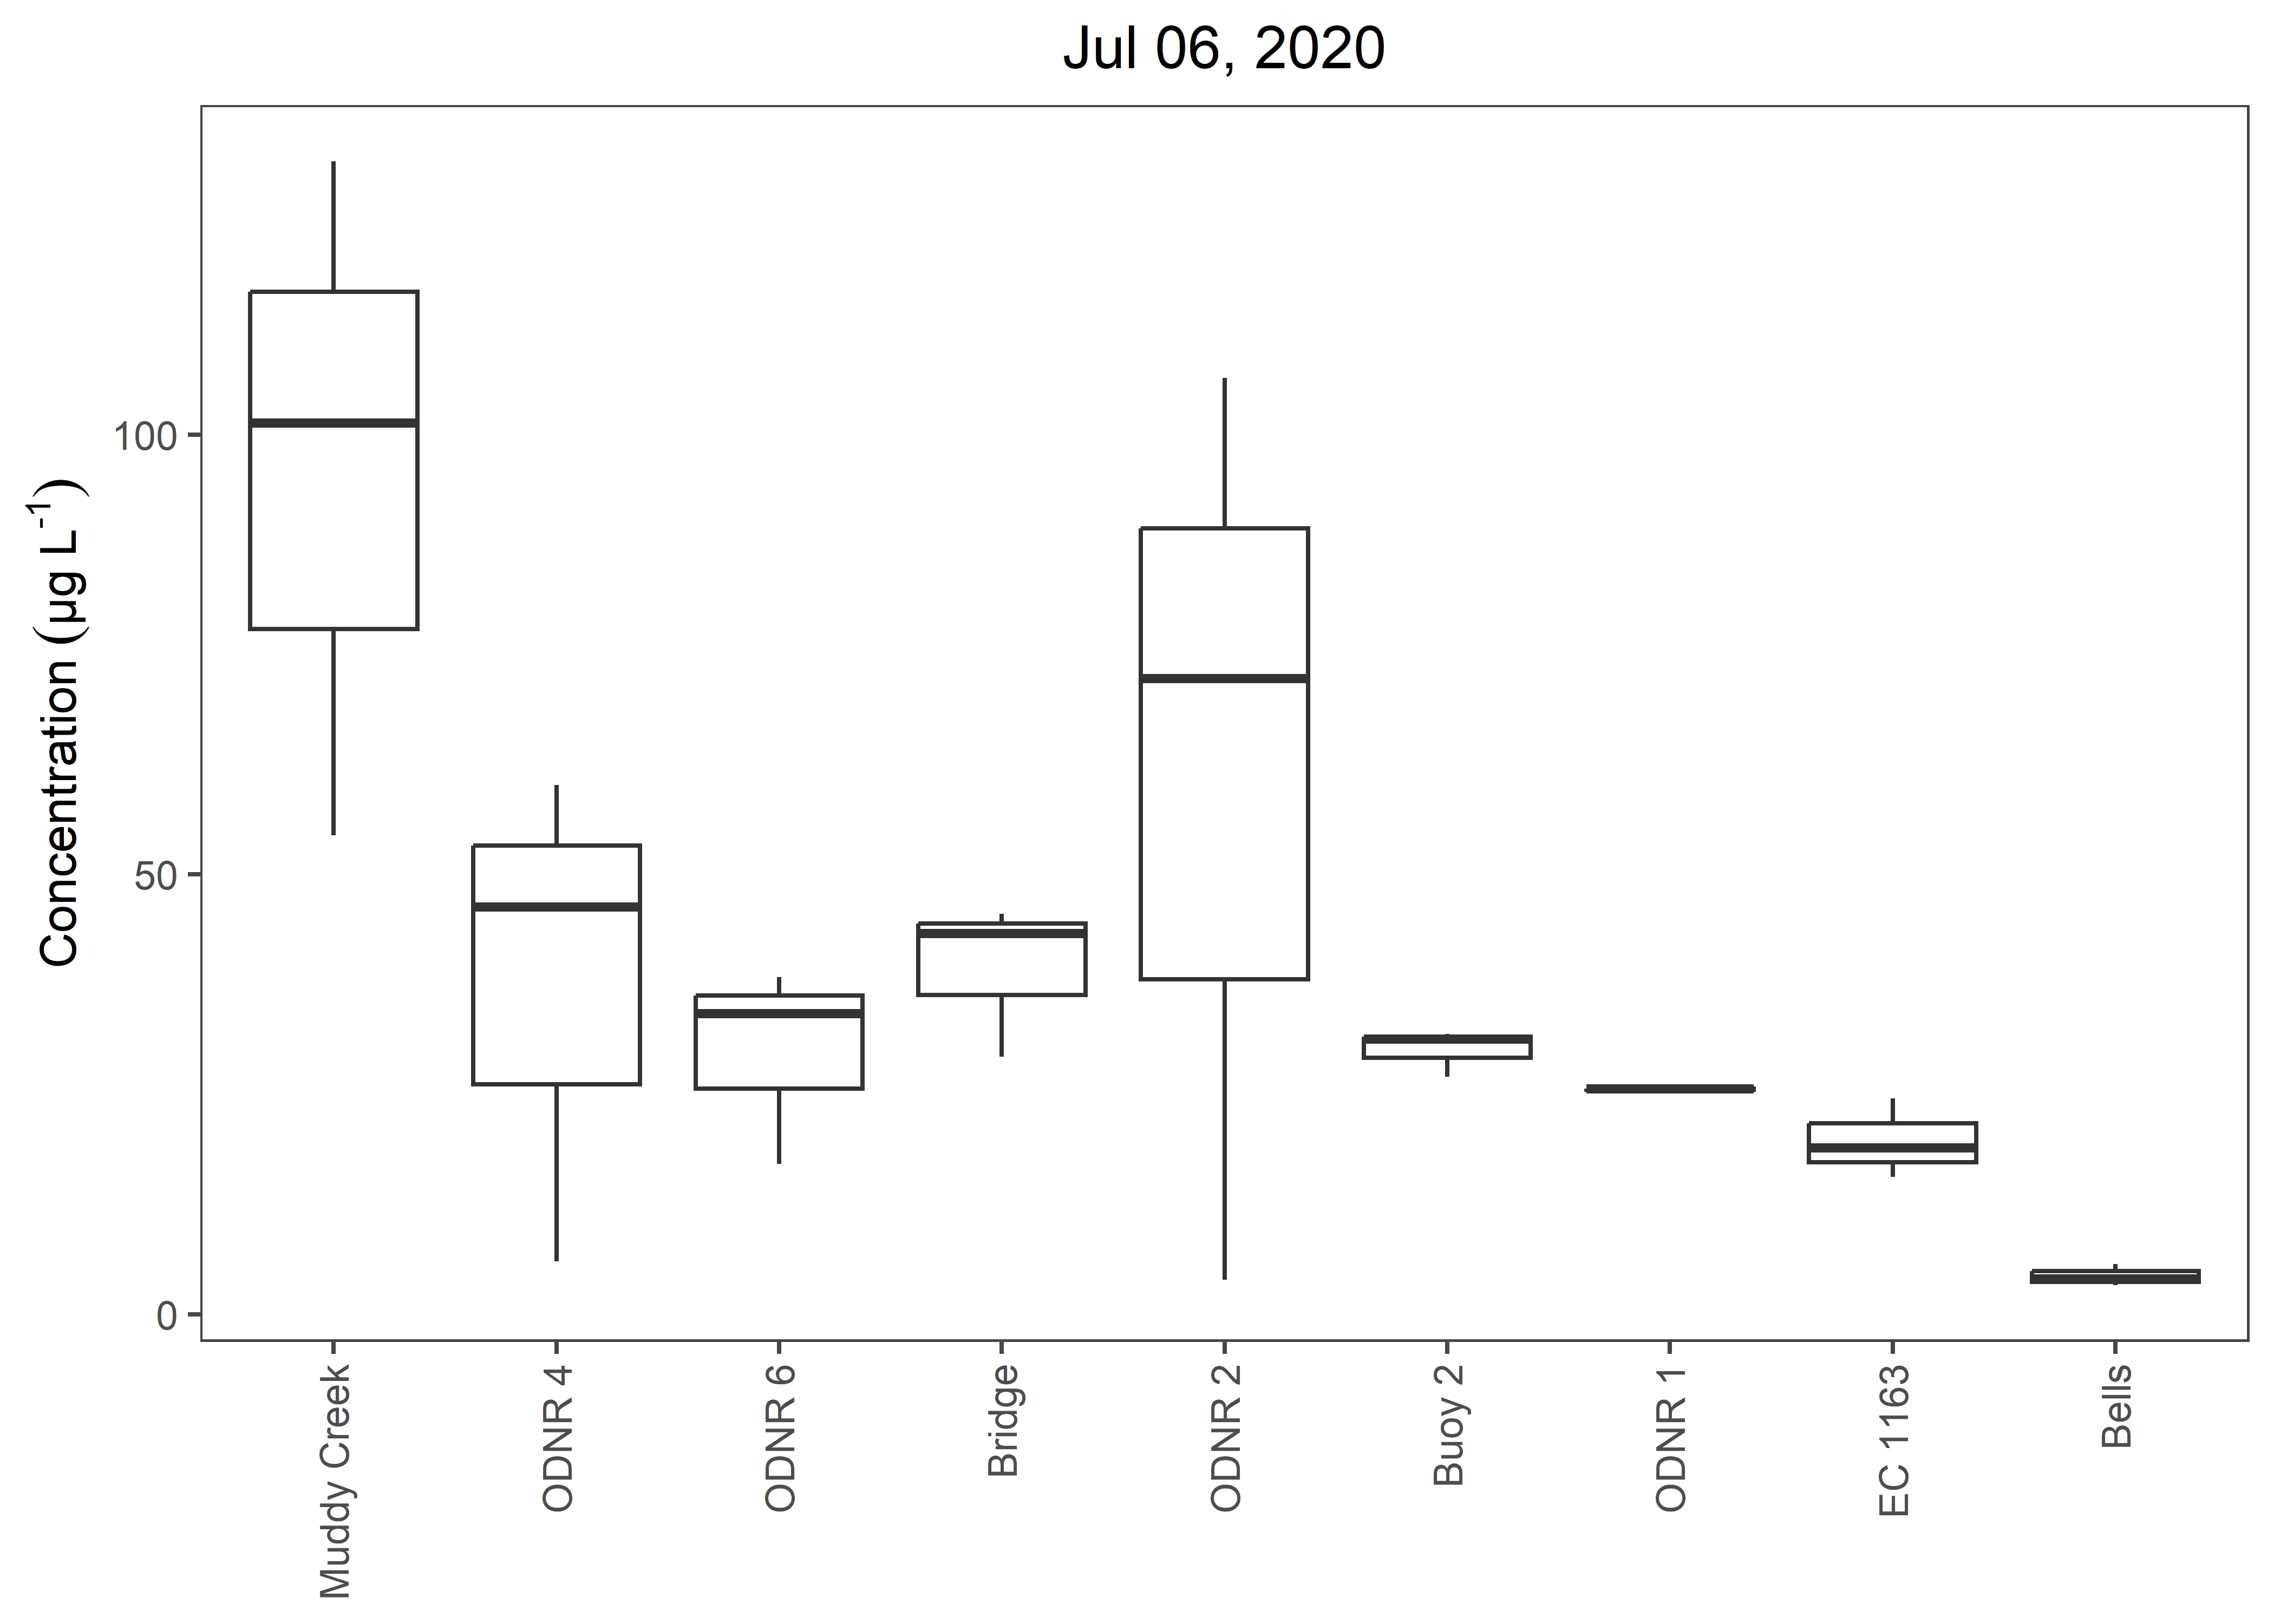 Jul 06, 2020
Concentration (µg L⁻¹)
100
50
0
Muddy Creek
ODNR 4
ODNR 6
Bridge
ODNR 2
Buoy 2
ODNR 1
EC 1163
Bells